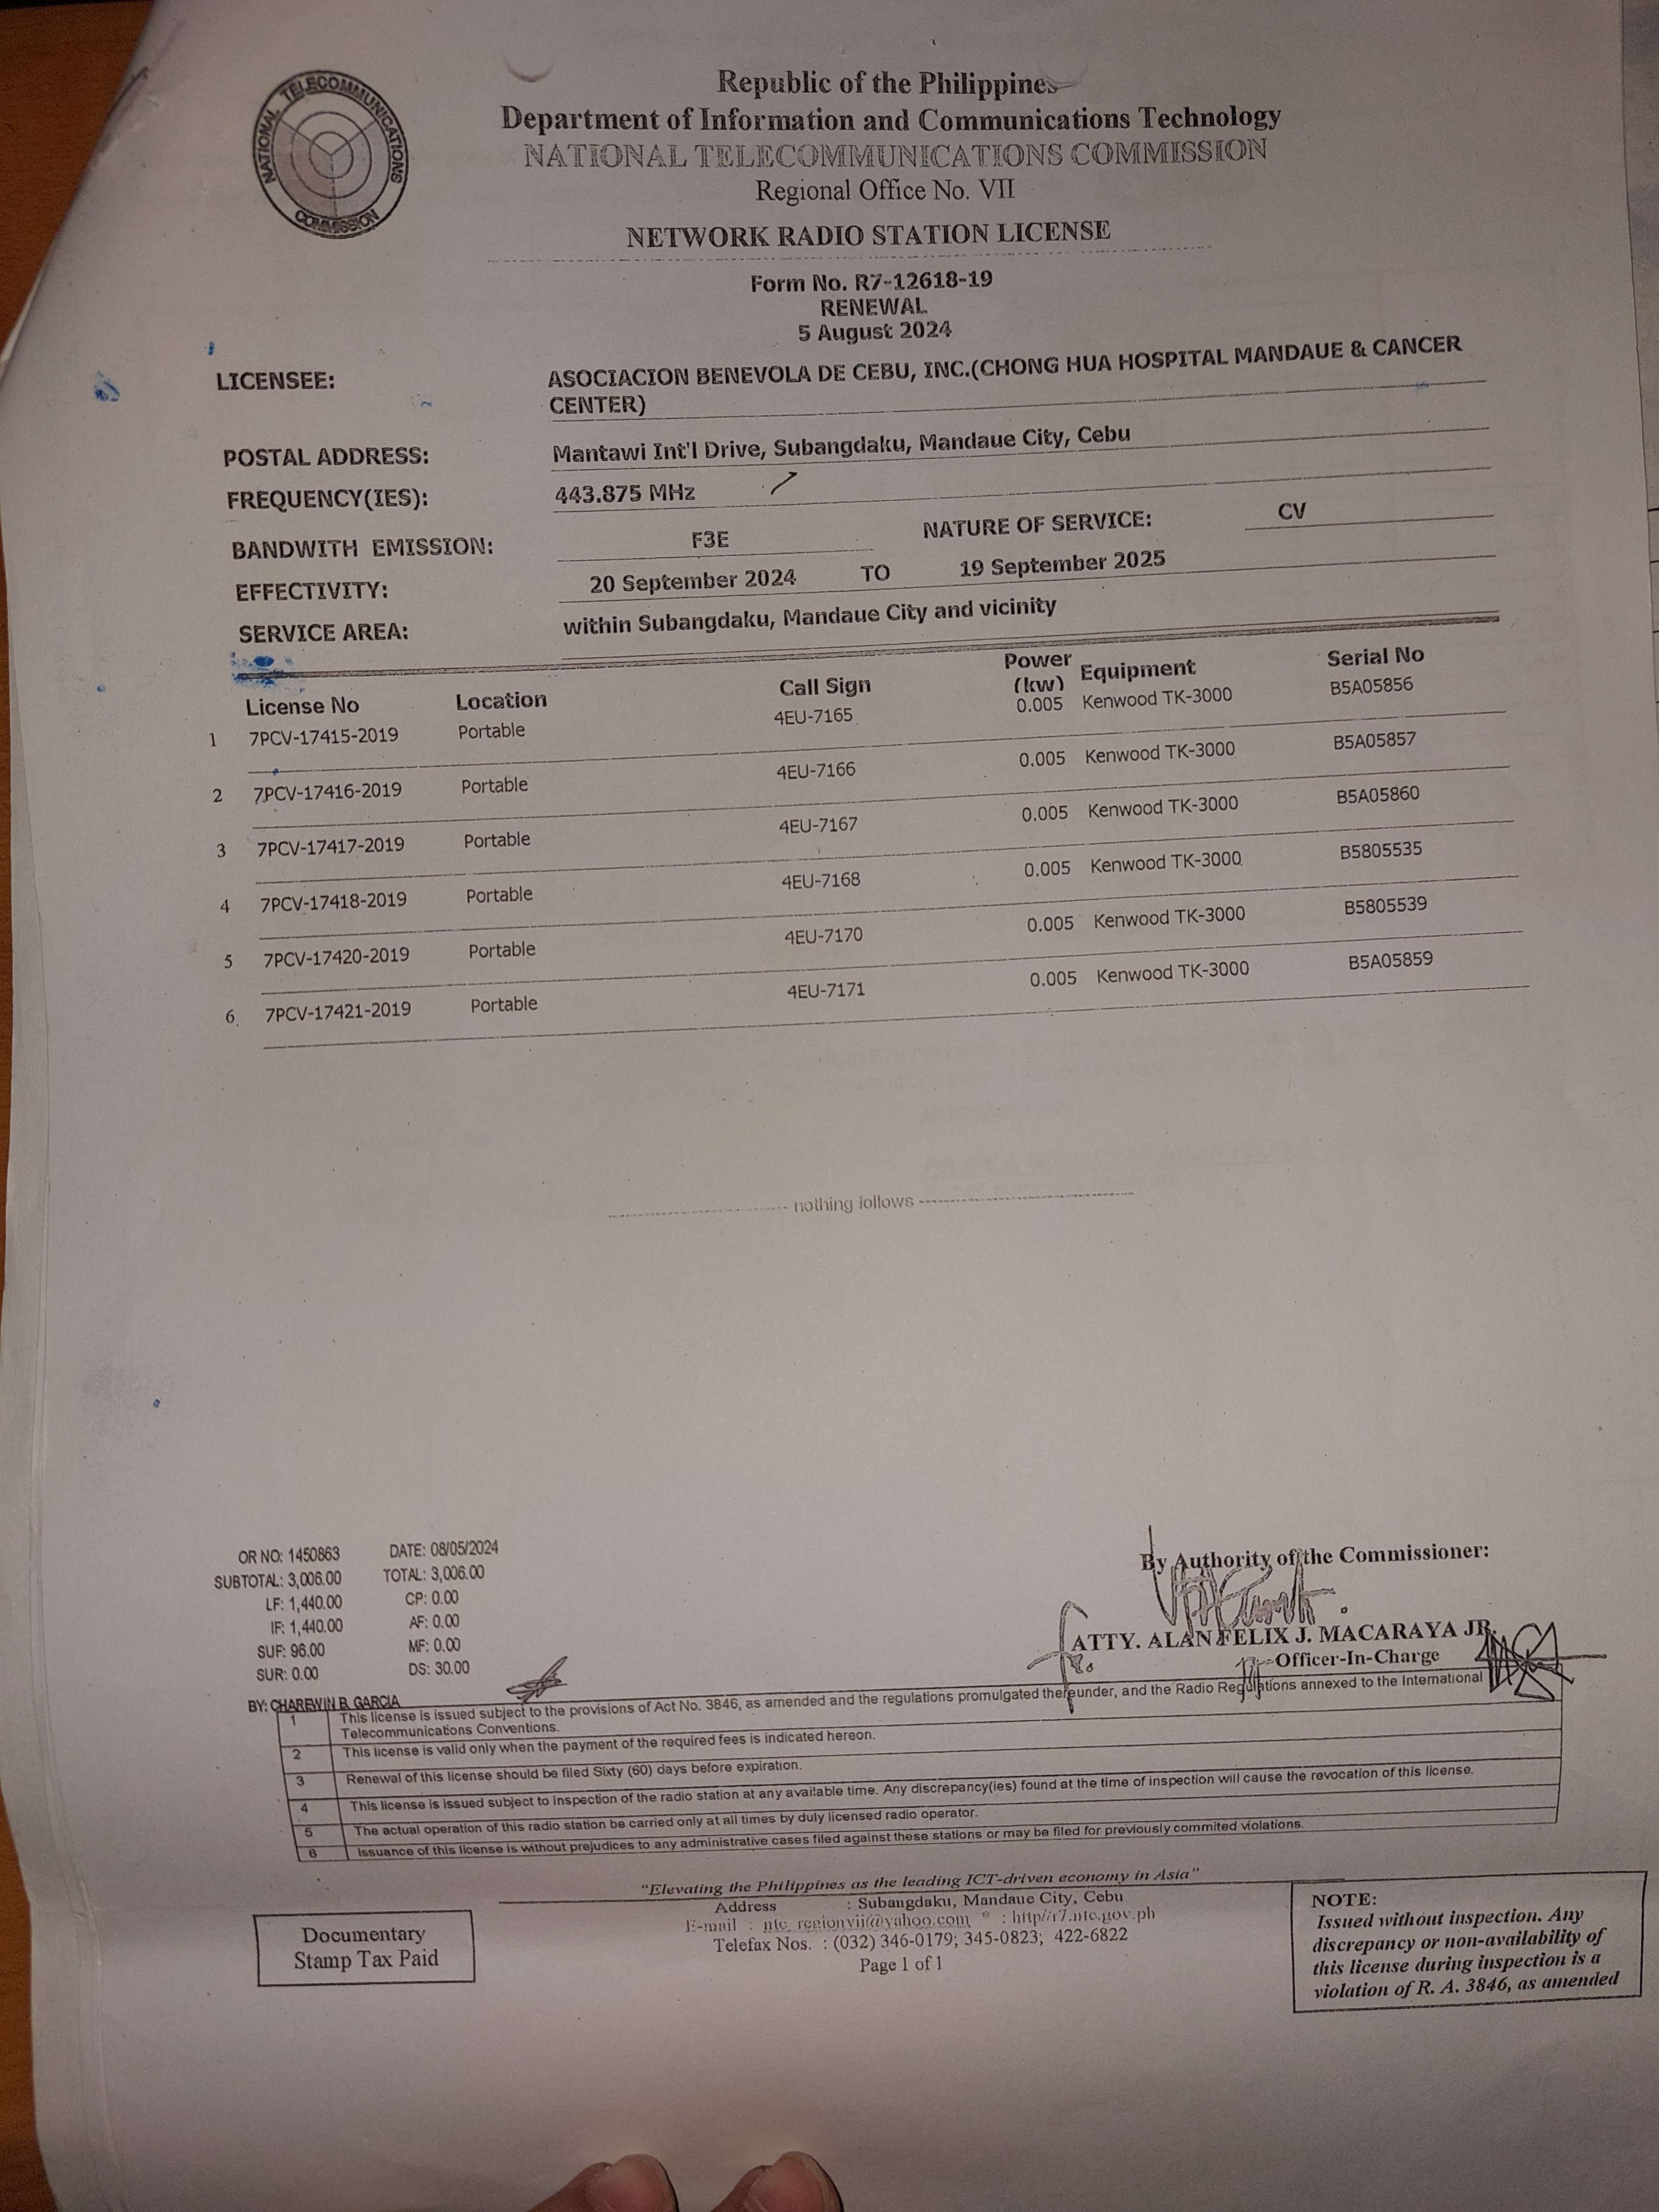 NATIONAL TELECOMMUNICATIONS COMMISSION
Republic of the Philippines
Department of Information and Communications Technology
NATIONAL TELECOMMUNICATIONS COMMISSION
Regional Office No. VII
NETWORK RADIO STATION LICENSE
Form No. R7-12618-19
RENEWAL
5 August 2024
LICENSEE: ASOCIACION BENEVOLA DE CEBU, INC.(CHONG HUA HOSPITAL MANDAUE & CANCER
CENTER)
POSTAL ADDRESS: Mantawi Int'l Drive, Subangdaku, Mandaue City, Cebu
FREQUENCY(IES): 443.875 MHz
BANDWITH EMISSION: F3E NATURE OF SERVICE: CV
EFFECTIVITY: 20 September 2024 TO 19 September 2025
SERVICE AREA: within Subangdaku, Mandaue City and vicinity
License No Location Call Sign Power (kw) Equipment Serial No
1 7PCV-17415-2019 Portable 4EU-7165 0.005 Kenwood TK-3000 B5A05856
2 7PCV-17416-2019 Portable 4EU-7166 0.005 Kenwood TK-3000 B5A05857
3 7PCV-17417-2019 Portable 4EU-7167 0.005 Kenwood TK-3000 B5A05860
4 7PCV-17418-2019 Portable 4EU-7168 0.005 Kenwood TK-3000 B5805535
5 7PCV-17420-2019 Portable 4EU-7170 0.005 Kenwood TK-3000 B5805539
6 7PCV-17421-2019 Portable 4EU-7171 0.005 Kenwood TK-3000 B5A05859
nothing follows
OR NO: 1450863 DATE: 08/05/2024
SUBTOTAL: 3,006.00 TOTAL: 3,006.00
LF: 1,440.00 CP: 0.00
IF: 1,440.00 AF: 0.00
SUF: 96.00 MF: 0.00
SUR: 0.00 DS: 30.00
BY: CHAREWIN B. GARCIA
By Authority of the Commissioner:
ATTY. ALAN FELIX J. MACARAYA JR.
Officer-In-Charge
1 This license is issued subject to the provisions of Act No. 3846, as amended and the regulations promulgated thereunder, and the Radio Regulations annexed to the International
Telecommunications Conventions.
2 This license is valid only when the payment of the required fees is indicated hereon.
3 Renewal of this license should be filed Sixty (60) days before expiration.
4 This license is issued subject to inspection of the radio station at any available time. Any discrepancy(ies) found at the time of inspection will cause the revocation of this license.
5 The actual operation of this radio station be carried only at all times by duly licensed radio operator.
6 Issuance of this license is without prejudices to any administrative cases filed against these stations or may be filed for previously commited violations.
"Elevating the Philippines as the leading ICT-driven economy in Asia"
Address : Subangdaku, Mandaue City, Cebu
E-mail : ntc_regionvii@yahoo.com * : http//r7.ntc.gov.ph
Telefax Nos. : (032) 346-0179; 345-0823; 422-6822
Page 1 of 1
Documentary
Stamp Tax Paid
NOTE:
Issued without inspection. Any
discrepancy or non-availability of
this license during inspection is a
violation of R. A. 3846, as amended